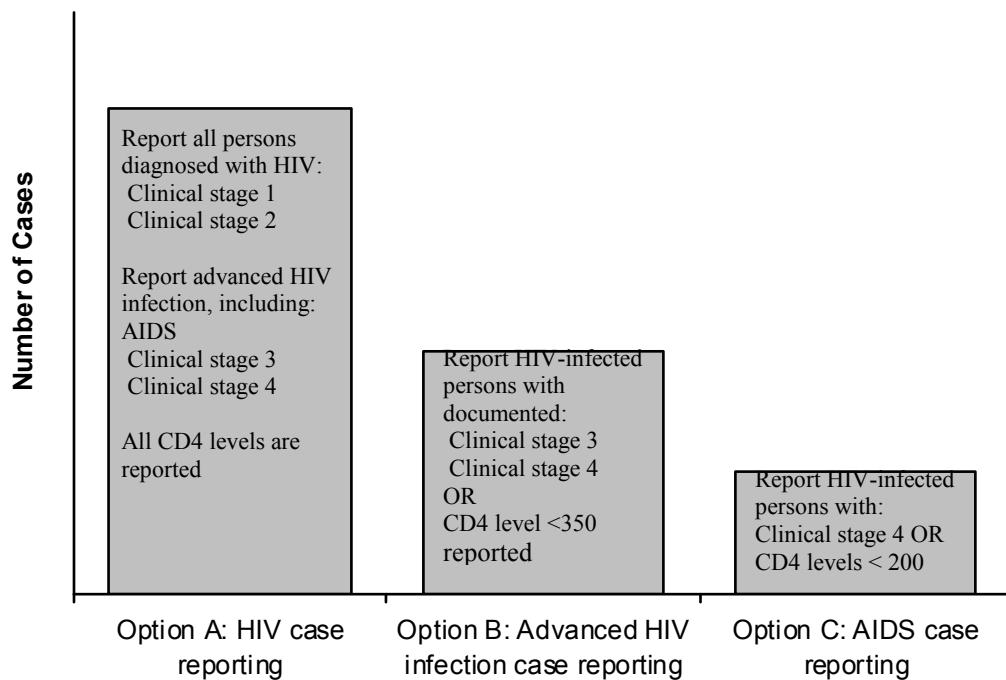 Number of Cases
Report all persons
diagnosed with HIV:
Clinical stage 1
Clinical stage 2
Report advanced HIV
infection, including:
AIDS
Clinical stage 3
Clinical stage 4
All CD4 levels are
reported
Report HIV-infected
persons with
documented:
Clinical stage 3
Clinical stage 4
OR
CD4 level <350
reported
Report HIV-infected
persons with:
Clinical stage 4 OR
CD4 levels < 200
Option A: HIV case
reporting
Option B: Advanced HIV
infection case reporting
Option C: AIDS case
reporting